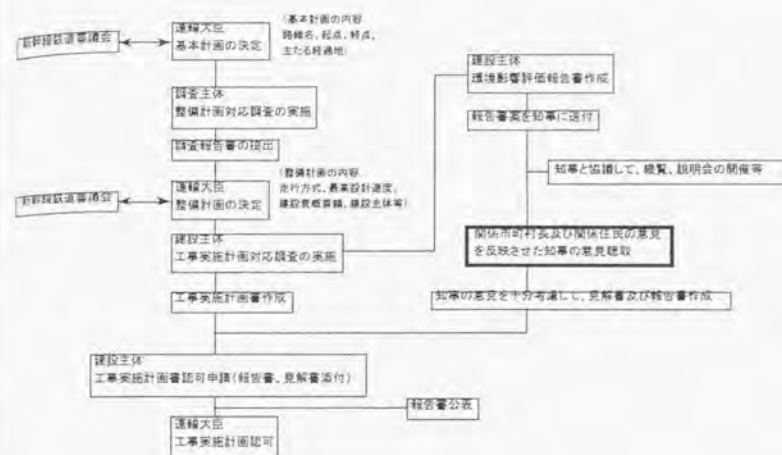 運輸大臣
基本計画の決定
(基本計画の内容
路線名、起点、終点、
主たる経過地)
新幹線鉄道審議会
調査主体
整備計画対応調査の実施
調査報告書の提出
運輸大臣
整備計画の決定
(整備計画の内容
走行方式、最高設計速度、
建設費概算額、建設主体等)
新幹線鉄道審議会
建設主体
工事実施計画対応調査の実施
工事実施計画書作成
建設主体
環境影響評価報告書作成
報告書案を知事に送付
知事と協議して、縦覧、説明会の開催等
関係市町村長及び関係住民の意見
を反映させた知事の意見聴取
知事の意見を十分考慮して、見解書及び報告書作成
建設主体
工事実施計画書認可申請(報告書、見解書添付)
報告書公表
運輸大臣
工事実施計画認可